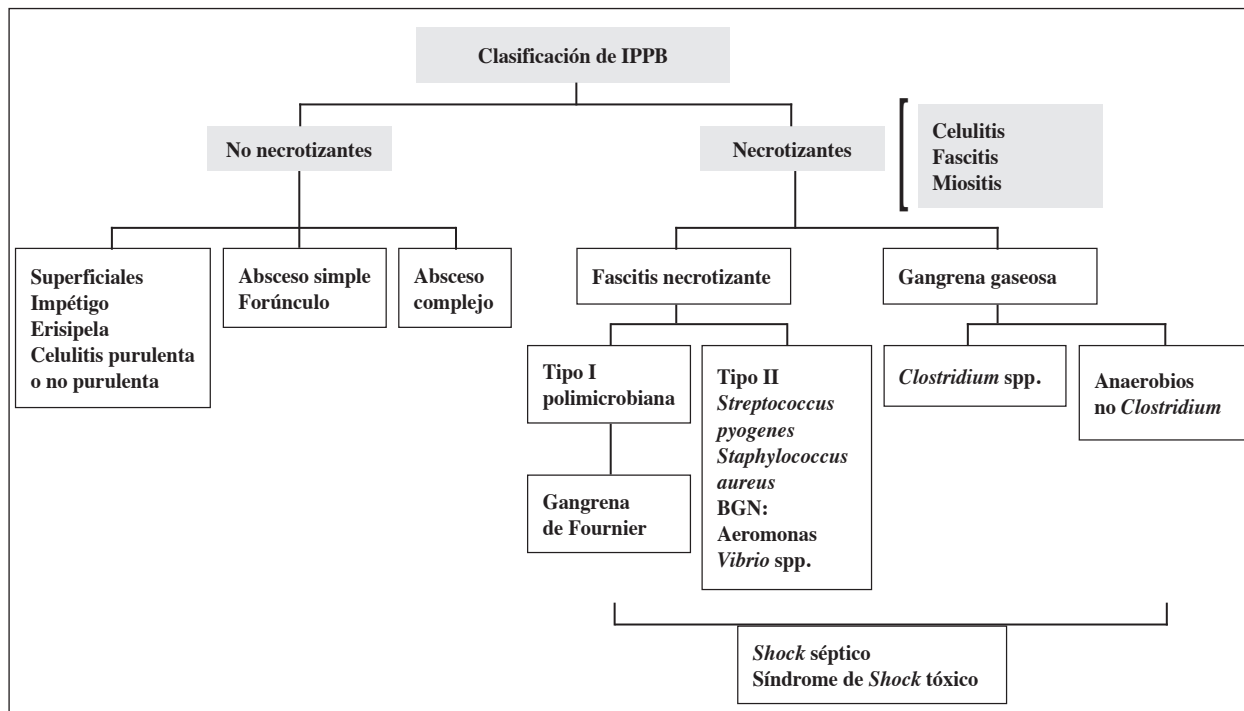 Clasificación de IPPB
No necrotizantes
Necrotizantes
Celulitis
Fascitis
Miositis
Superficiales
Impétigo
Erisipela
Celulitis purulenta
o no purulenta
Absceso simple
Forúnculo
Absceso
complejo
Fascitis necrotizante
Gangrena gaseosa
Tipo I
polimicrobiana
Gangrena
de Fournier
Tipo II
Streptococcus
pyogenes
Staphylococcus
aureus
BGN:
Aeromonas
Vibrio spp.
Clostridium spp.
Anaerobios
no Clostridium
Shock séptico
Síndrome de Shock tóxico